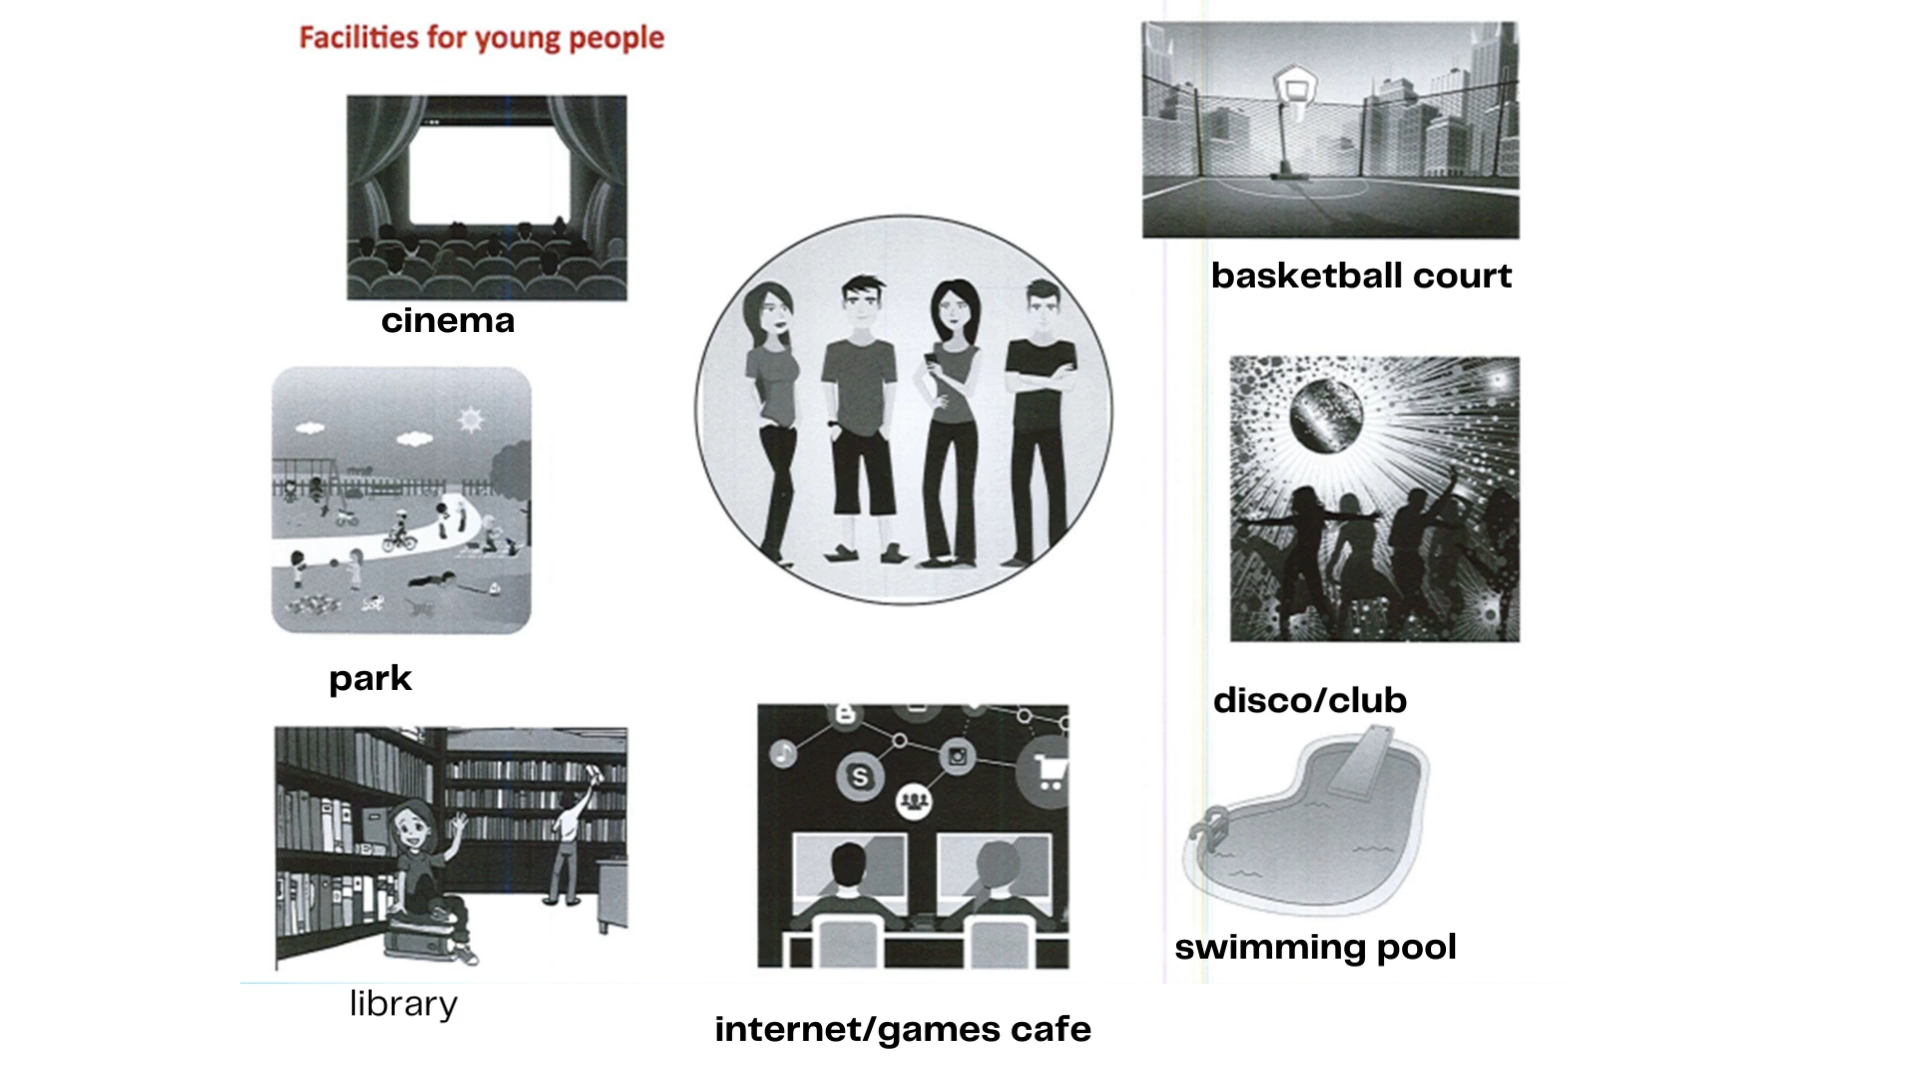 Facilities for young people
cinema
basketball court
park
disco/club
library
internet/games cafe
swimming pool
B
S